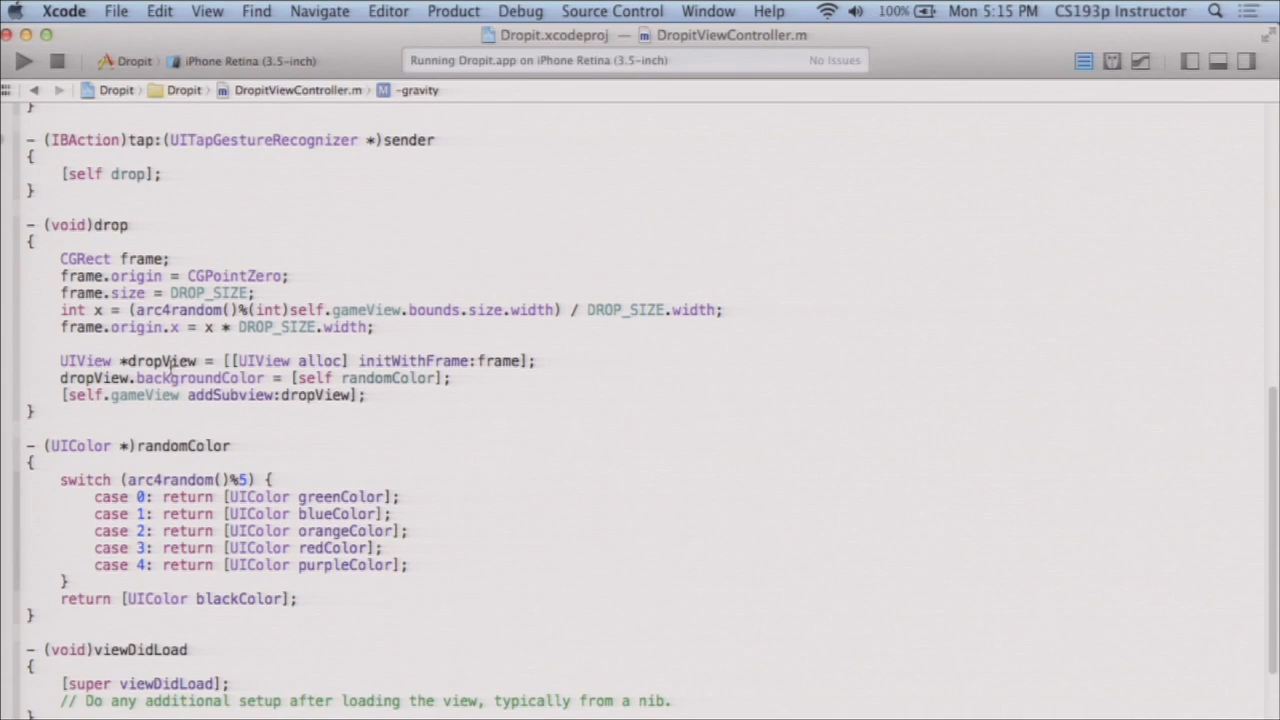 Xcode File Edit View Find Navigate Editor Product Debug Source Control Window Help 100% Mon 5:15 PM CS193p Instructor
Dropit.xcodeproj — DropitViewController.m
Dropit iPhone Retina (3.5-inch) Running Dropit.app on iPhone Retina (3.5-inch) No Issues
Dropit Dropit DropitViewController.m M -gravity
}
- (IBAction)tap:(UITapGestureRecognizer *)sender
{
[self drop];
}
- (void)drop
{
CGRect frame;
frame.origin = CGPointZero;
frame.size = DROP_SIZE;
int x = (arc4random()%(int)self.gameView.bounds.size.width) / DROP_SIZE.width;
frame.origin.x = x * DROP_SIZE.width;
UIView *dropView = [[UIView alloc] initWithFrame:frame];
dropView.backgroundColor = [self randomColor];
[self.gameView addSubview:dropView];
}
- (UIColor *)randomColor
{
switch (arc4random()%5) {
case 0: return [UIColor greenColor];
case 1: return [UIColor blueColor];
case 2: return [UIColor orangeColor];
case 3: return [UIColor redColor];
case 4: return [UIColor purpleColor];
}
return [UIColor blackColor];
}
- (void)viewDidLoad
{
[super viewDidLoad];
// Do any additional setup after loading the view, typically from a nib.
}